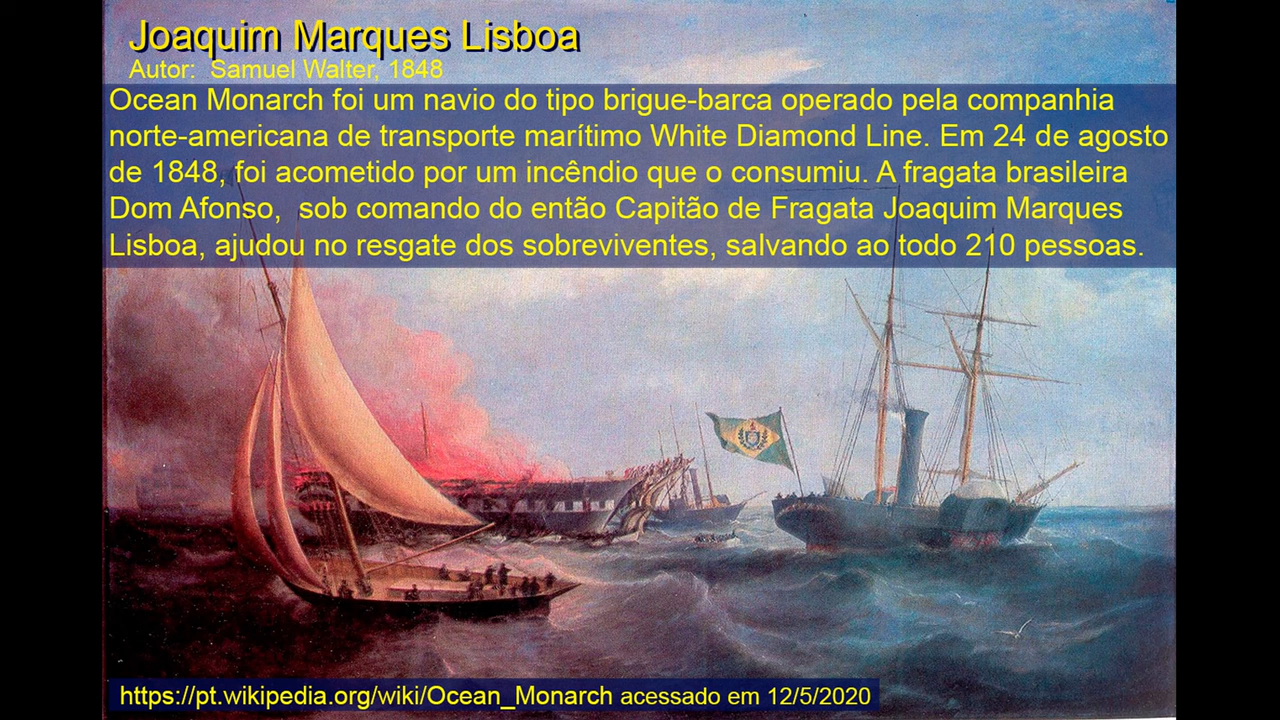 Joaquim Marques Lisboa
Autor:  Samuel Walter, 1848
Ocean Monarch foi um navio do tipo brigue-barca operado pela companhia
norte-americana de transporte marítimo White Diamond Line. Em 24 de agosto
de 1848, foi acometido por um incêndio que o consumiu. A fragata brasileira
Dom Afonso,  sob comando do então Capitão de Fragata Joaquim Marques
Lisboa, ajudou no resgate dos sobreviventes, salvando ao todo 210 pessoas.
https://pt.wikipedia.org/wiki/Ocean_Monarch acessado em 12/5/2020